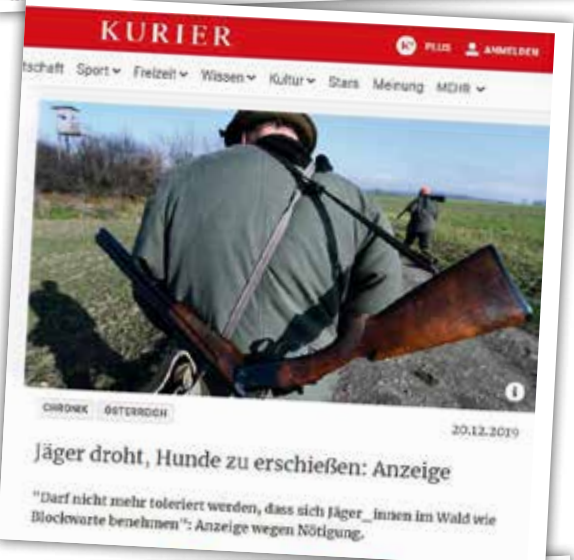 KURIER
PLUS ANMELDEN
tschaft Sport Freizeit Wissen Kultur Stars Meinung MEHR
CHRONIK ÖSTERREICH
20.12.2019
Jäger droht, Hunde zu erschießen: Anzeige
"Darf nicht mehr toleriert werden, dass sich Jäger_innen im Wald wie
Blockwarte benehmen": Anzeige wegen Nötigung.